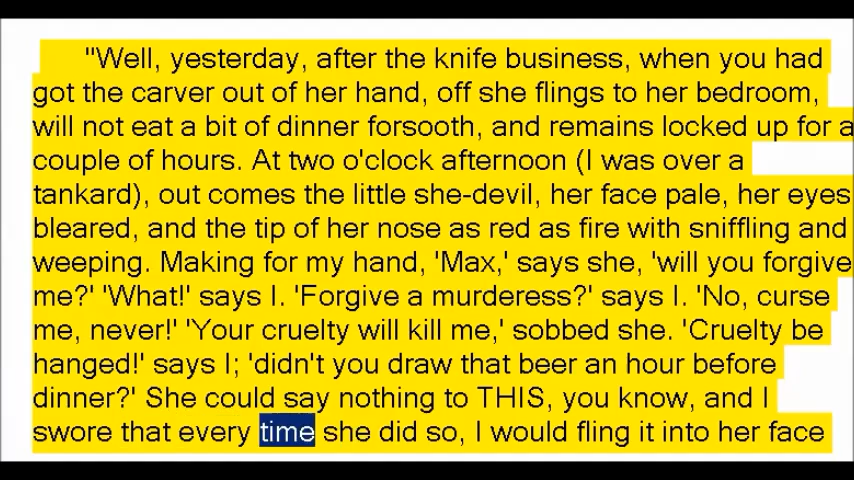 "Well, yesterday, after the knife business, when you had
got the carver out of her hand, off she flings to her bedroom,
will not eat a bit of dinner forsooth, and remains locked up for a
couple of hours. At two o'clock afternoon (I was over a
tankard), out comes the little she-devil, her face pale, her eyes
bleared, and the tip of her nose as red as fire with sniffling and
weeping. Making for my hand, 'Max,' says she, 'will you forgive
me?' 'What!' says I. 'Forgive a murderess?' says I. 'No, curse
me, never!' 'Your cruelty will kill me,' sobbed she. 'Cruelty be
hanged!' says I; 'didn't you draw that beer an hour before
dinner?' She could say nothing to THIS, you know, and I
swore that every time she did so, I would fling it into her face